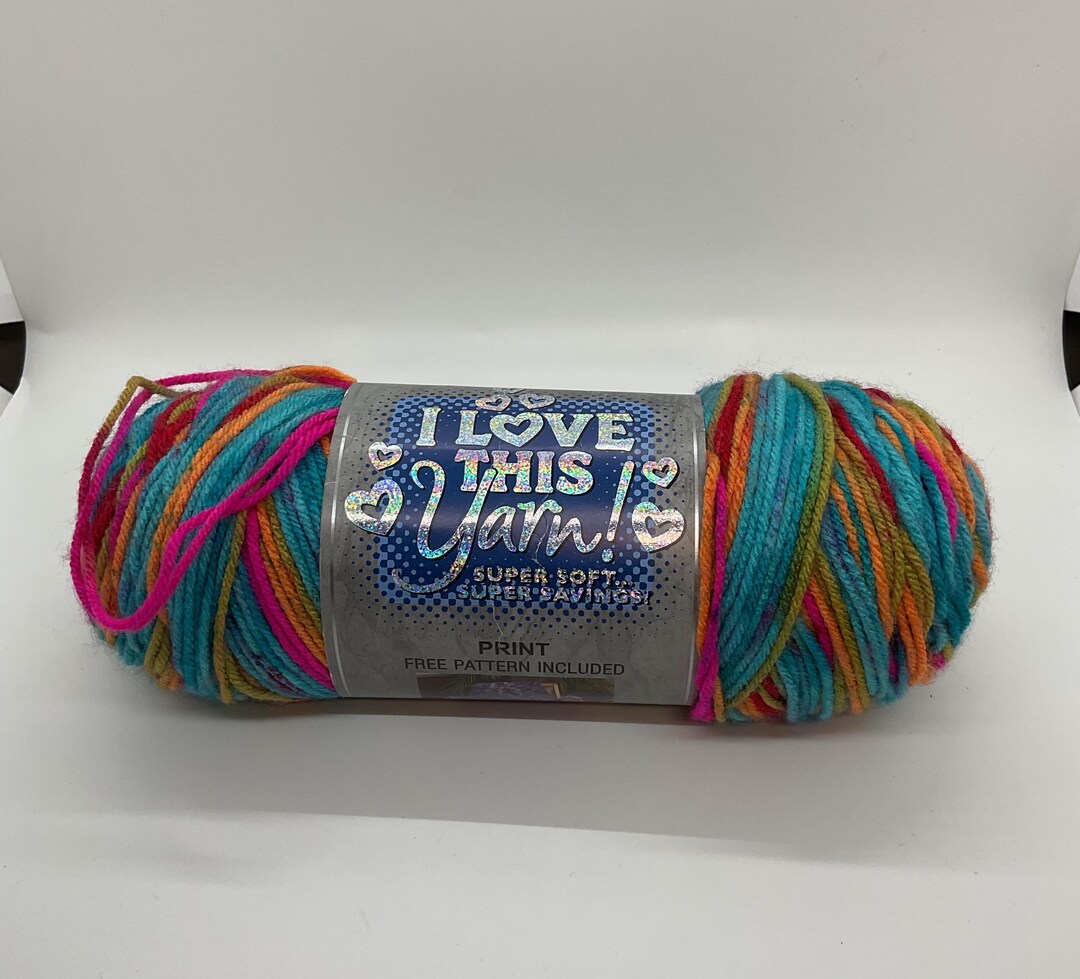 I LOVE
THIS
Yarn!
SUPER SOFT...
SUPER SAVINGS!
PRINT
FREE PATTERN INCLUDED